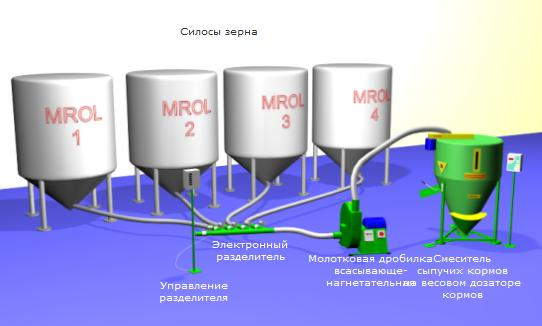 Силосы зерна
MROL
1
MROL
2
MROL
3
MROL
4
Электронный
разделитель
Управление
разделителя
Молотковая дробилка
всасывающе-
нагнетательная
Смеситель
сыпучих кормов
на весовом дозаторе
кормов